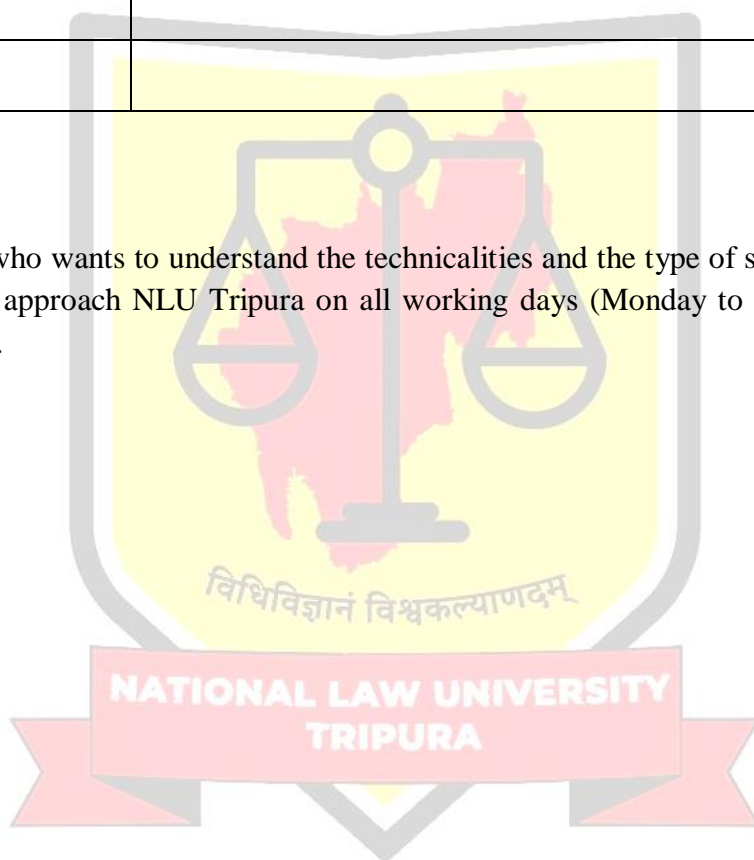 who wants to understand the technicalities and the type of s
approach NLU Tripura on all working days (Monday to
.
विधिविज्ञानं विश्वकल्याणदम्
NATIONAL LAW UNIVERSITY
TRIPURA